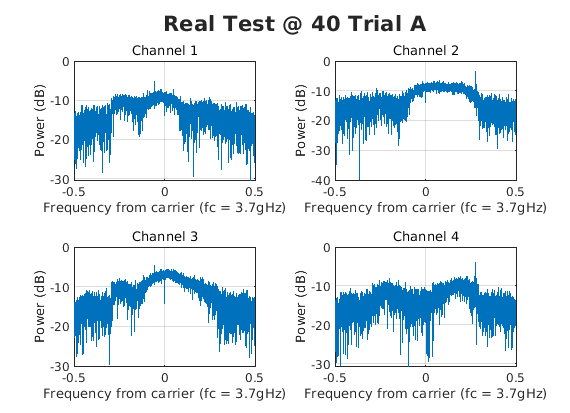 Real Test @ 40 Trial A
Channel 1
Channel 2
0
-10
-20
-30
Power (dB)
-0.5
0
0.5
Frequency from carrier (fc = 3.7gHz)
0
-10
-20
-30
-40
Power (dB)
-0.5
0
0.5
Frequency from carrier (fc = 3.7gHz)
Channel 3
Channel 4
0
-10
-20
-30
Power (dB)
-0.5
0
0.5
Frequency from carrier (fc = 3.7gHz)
0
-10
-20
-30
Power (dB)
-0.5
0
0.5
Frequency from carrier (fc = 3.7gHz)